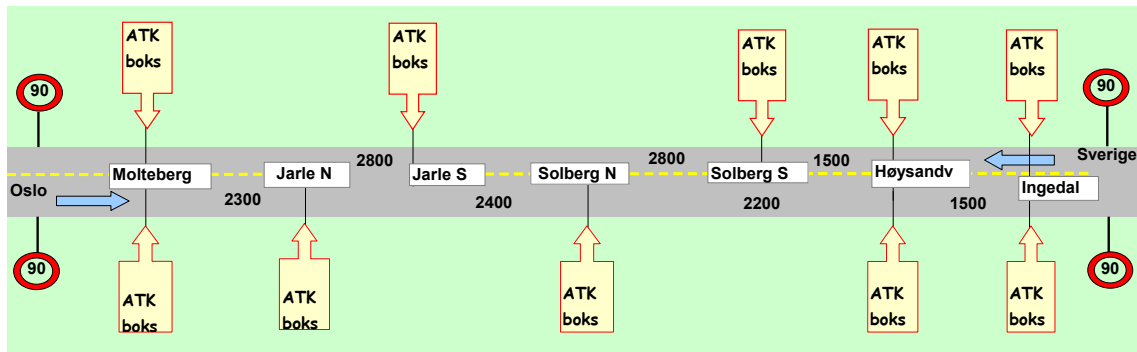 ATK
boks
ATK
boks
ATK
boks
ATK
boks
ATK
boks
90
90
2800
2800
1500
Sverige
Molteberg
Jarle N
Jarle S
Solberg N
Solberg S
Høysandv
Ingedal
Oslo
2300
2400
2200
1500
90
90
ATK
boks
ATK
boks
ATK
boks
ATK
boks
ATK
boks